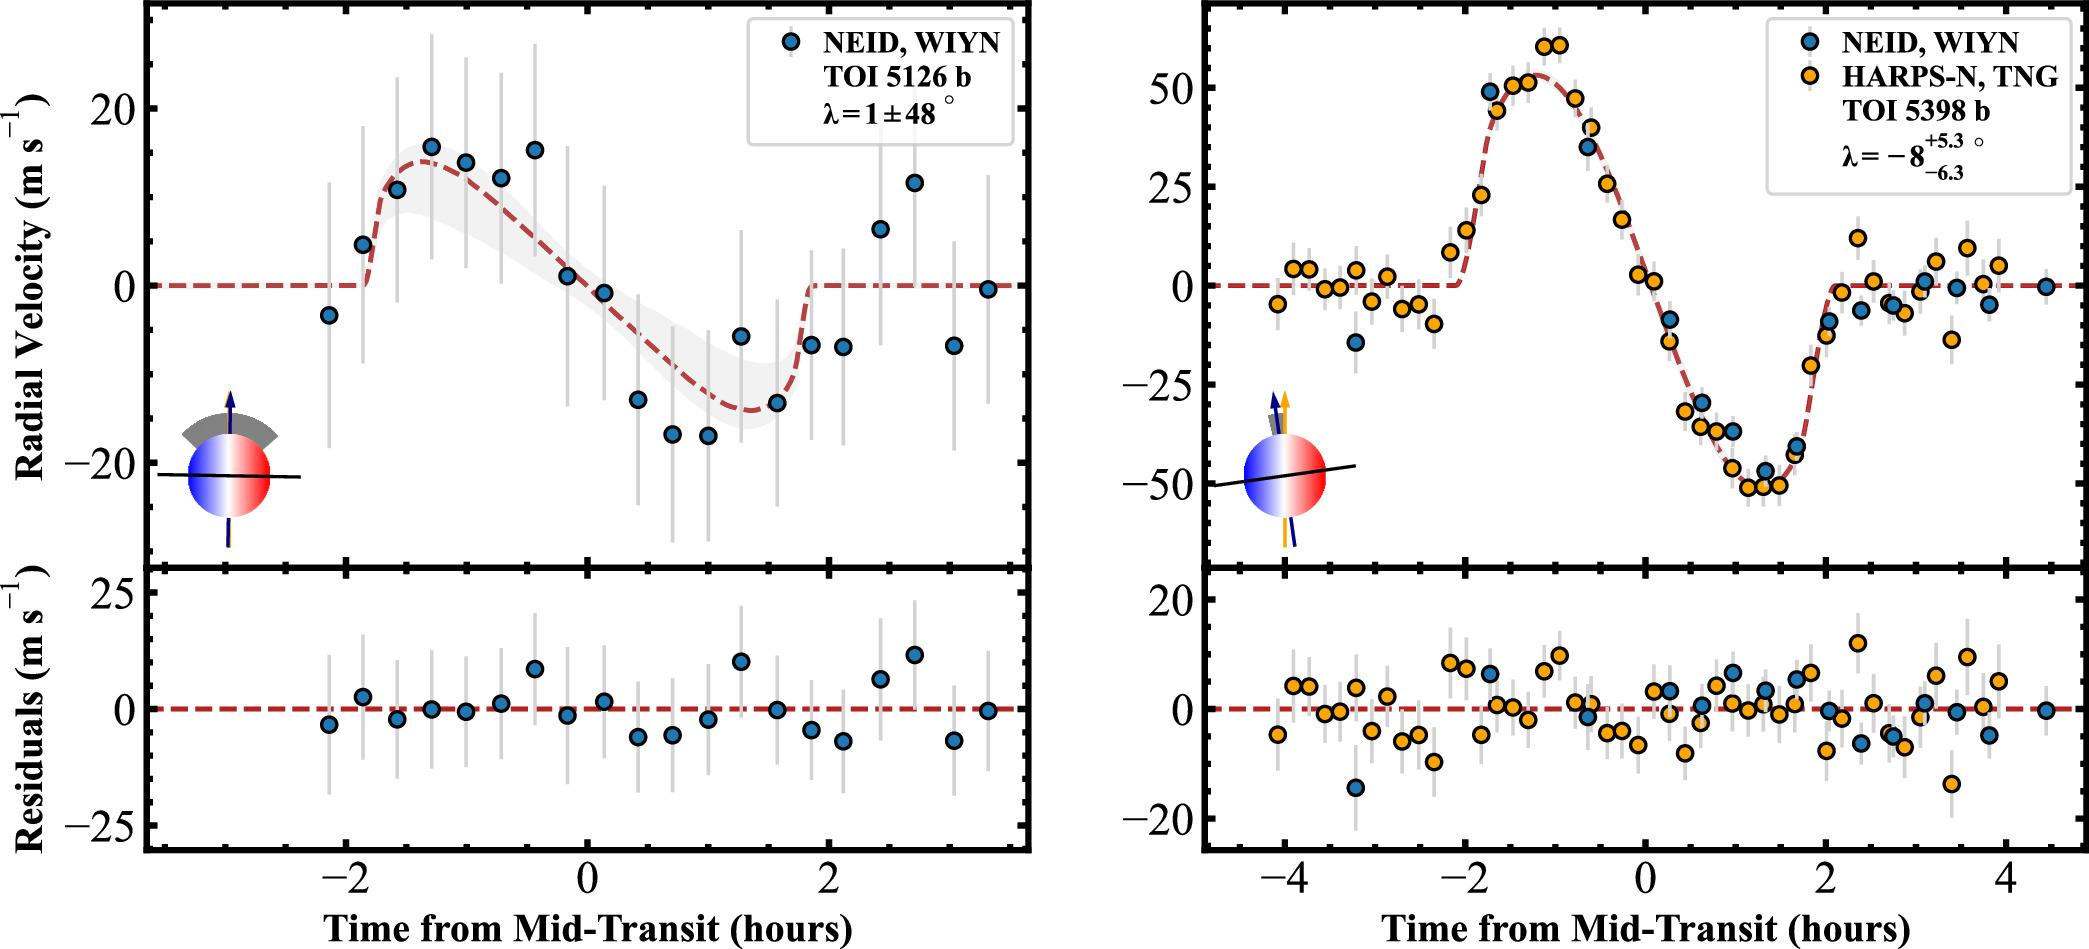 NEID, WIYN
TOI 5126 b
λ = 1 ± 48 °
Radial Velocity (m s⁻¹)
20
0
−20
Residuals (m s⁻¹)
25
0
−25
−2 0 2
Time from Mid-Transit (hours)
NEID, WIYN
HARPS-N, TNG
TOI 5398 b
λ = −8 +5.3 −6.3 °
50
25
0
−25
−50
20
0
−20
−4 −2 0 2 4
Time from Mid-Transit (hours)